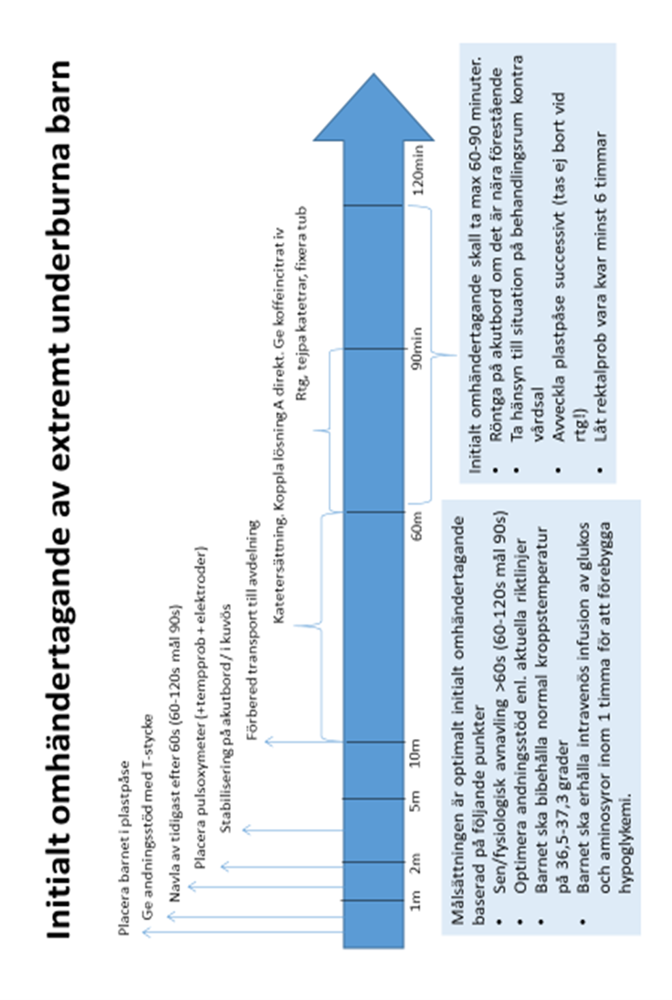 Initialt omhändertagande av extremt underburna barn
Placera barnet i plastpåse
Ge andningsstöd med T-stycke
Navla av tidigast efter 60s (60-120s mål 90s)
Placera pulsoxymeter (+tempprob + elektroder)
Stabilisering på akutbord / i kuvös
Förbered transport till avdelning
Katetersättning. Koppla lösning A direkt. Ge koffeincitrat iv
Rtg, tejpa katetrar, fixera tub
1m
2m
5m
10m
60m
90min
120min
Målsättningen är optimalt initialt omhändertagande
baserad på följande punkter
• Sen/fysiologisk avnavling >60s (60-120s mål 90s)
• Optimera andningsstöd enl. aktuella riktlinjer
• Barnet ska bibehålla normal kroppstemperatur
på 36,5-37,3 grader
• Barnet ska erhålla intravenös infusion av glukos
och aminosyror inom 1 timma för att förebygga
hypoglykemi.
Initialt omhändertagande skall ta max 60-90 minuter.
• Röntga på akutbord om det är nära förestående
• Ta hänsyn till situation på behandlingsrum kontra
vårdsal
• Avveckla plastpåse successivt (tas ej bort vid
rtg!)
• Låt rektalprob vara kvar minst 6 timmar